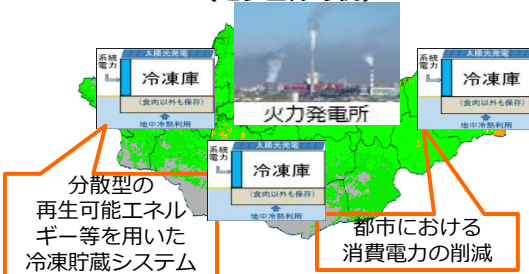 系統
電力
太陽光発電
冷凍庫
(食肉以外も保存)
地中冷熱利用
火力発電所
系統
電力
太陽光発電
冷凍庫
(食肉以外も保存)
地中冷熱利用
系統
電力
太陽光発電
冷凍庫
(食肉以外も保存)
地中冷熱利用
分散型の
再生可能エネル
ギー等を用いた
冷凍貯蔵システム
都市における
消費電力の削減